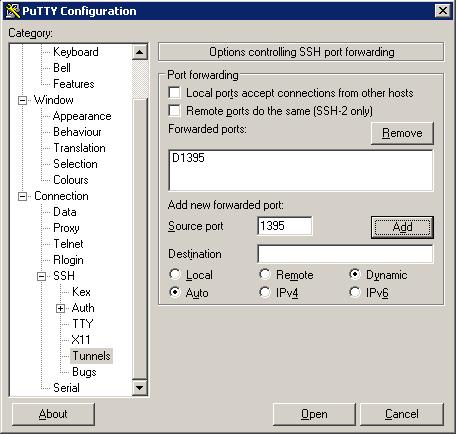 PuTTY Configuration
Category:
Keyboard
Bell
Features
Window
Appearance
Behaviour
Translation
Selection
Colours
Connection
Data
Proxy
Telnet
Rlogin
SSH
Kex
Auth
TTY
X11
Tunnels
Bugs
Serial
Options controlling SSH port forwarding
Port forwarding
Local ports accept connections from other hosts
Remote ports do the same (SSH-2 only)
Forwarded ports:
Remove
D1395
Add new forwarded port:
Source port 1395 Add
Destination
Local Remote Dynamic
Auto IPv4 IPv6
About Open Cancel